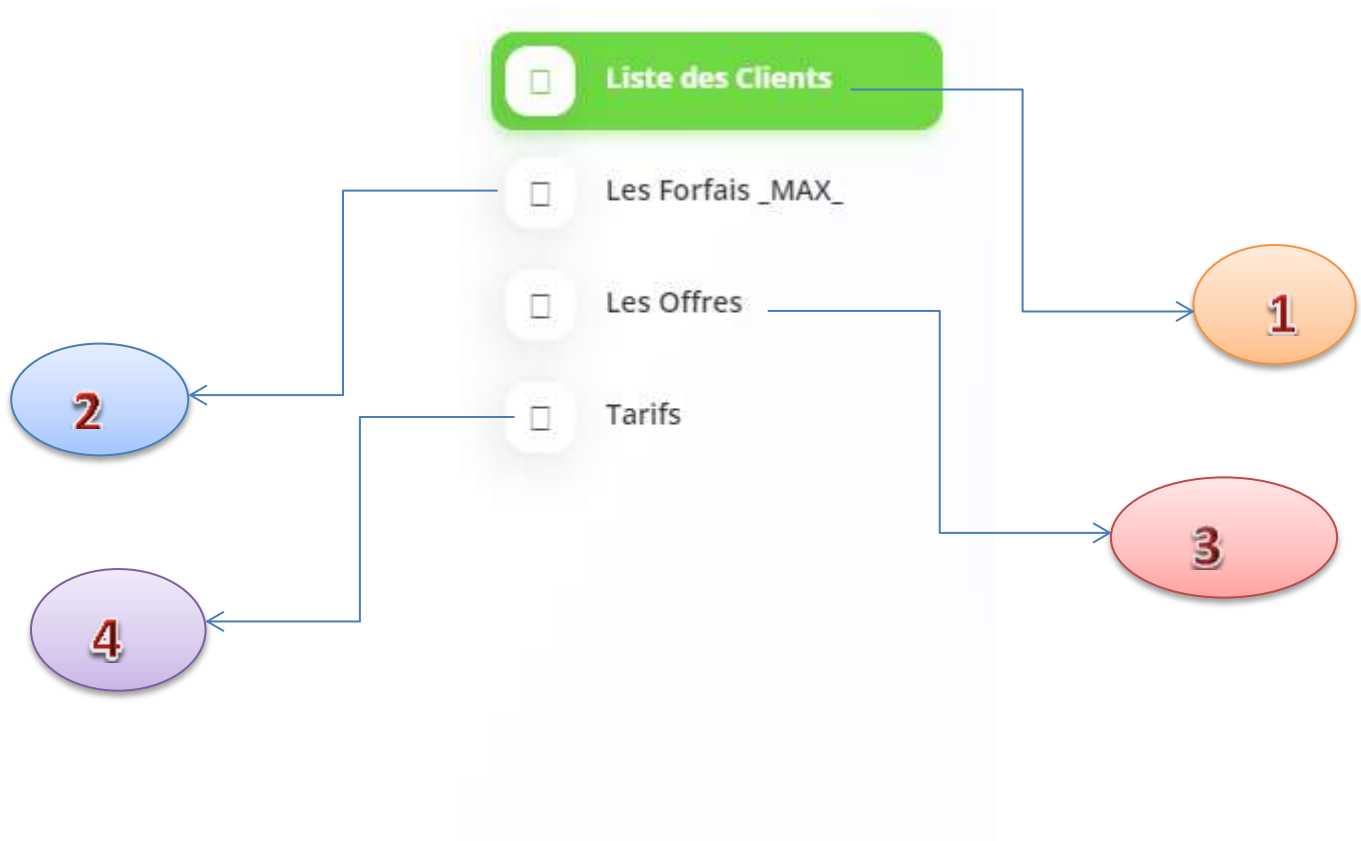 Liste des Clients
Les Forfais _MAX_
1
Les Offres
2
Tarifs
3
4